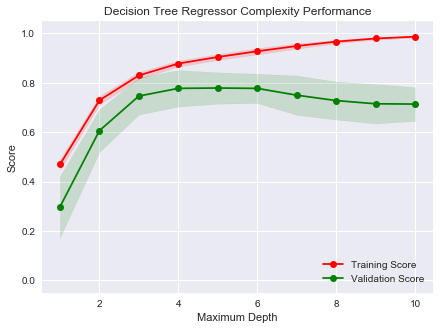 Decision Tree Regressor Complexity Performance
1.0
0.8
0.6
0.4
0.2
0.0
Score
2
4
6
8
10
Maximum Depth
Training Score
Validation Score